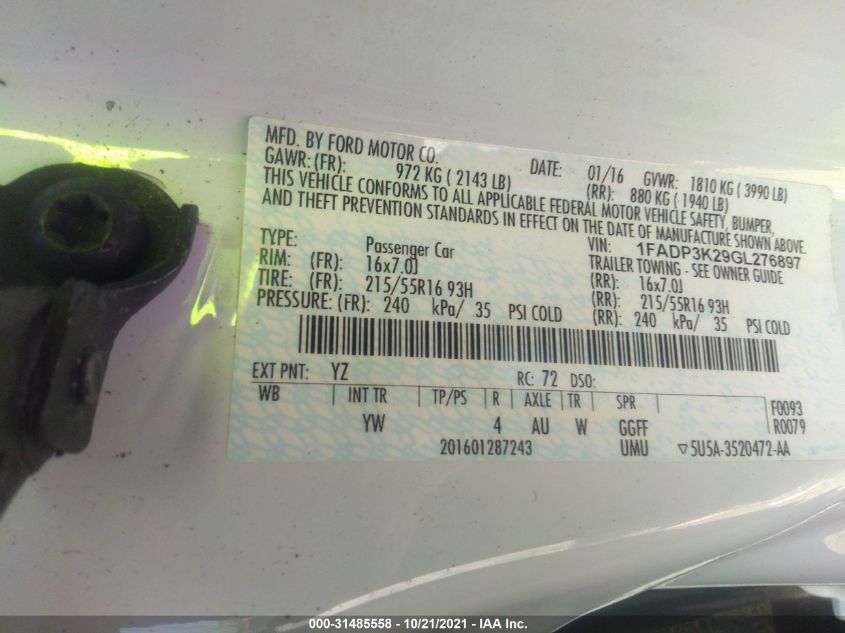 MFD. BY FORD MOTOR CO. DATE: 01/16 GVWR: 1810 KG ( 3990 LB)
GAWR: (FR): 972 KG ( 2143 LB) (RR): 880 KG ( 1940 LB)
THIS VEHICLE CONFORMS TO ALL APPLICABLE FEDERAL MOTOR VEHICLE SAFETY, BUMPER,
AND THEFT PREVENTION STANDARDS IN EFFECT ON THE DATE OF MANUFACTURE SHOWN ABOVE.
VIN: 1FADP3K29GL276897
TYPE: Passenger Car TRAILER TOWING - SEE OWNER GUIDE
RIM: (FR): 16x7.0J (RR): 16x7.0J
TIRE: (FR): 215/55R16 93H (RR): 215/55R16 93H
PRESSURE: (FR): 240 kPa/ 35 PSI COLD (RR): 240 kPa/ 35 PSI COLD
EXT PNT: YZ RC: 72 DSO:
WB INT TR TP/PS R AXLE TR SPR F0093
YW 4 AU W GGFF R0079
201601287243 UMU ▽5U5A-3520472-AA
000-31485558 - 10/21/2021 - IAA Inc.